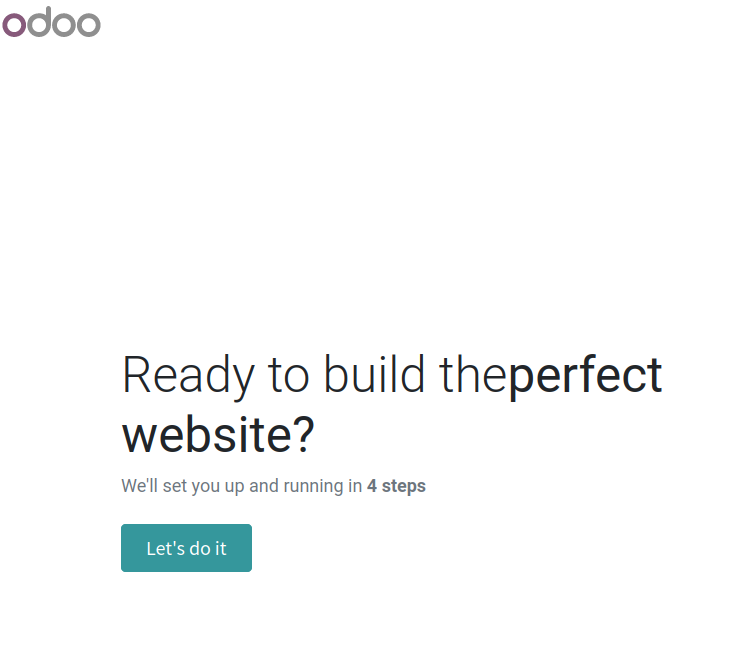 odoo
Ready to build theperfect
website?
We'll set you up and running in 4 steps
Let's do it